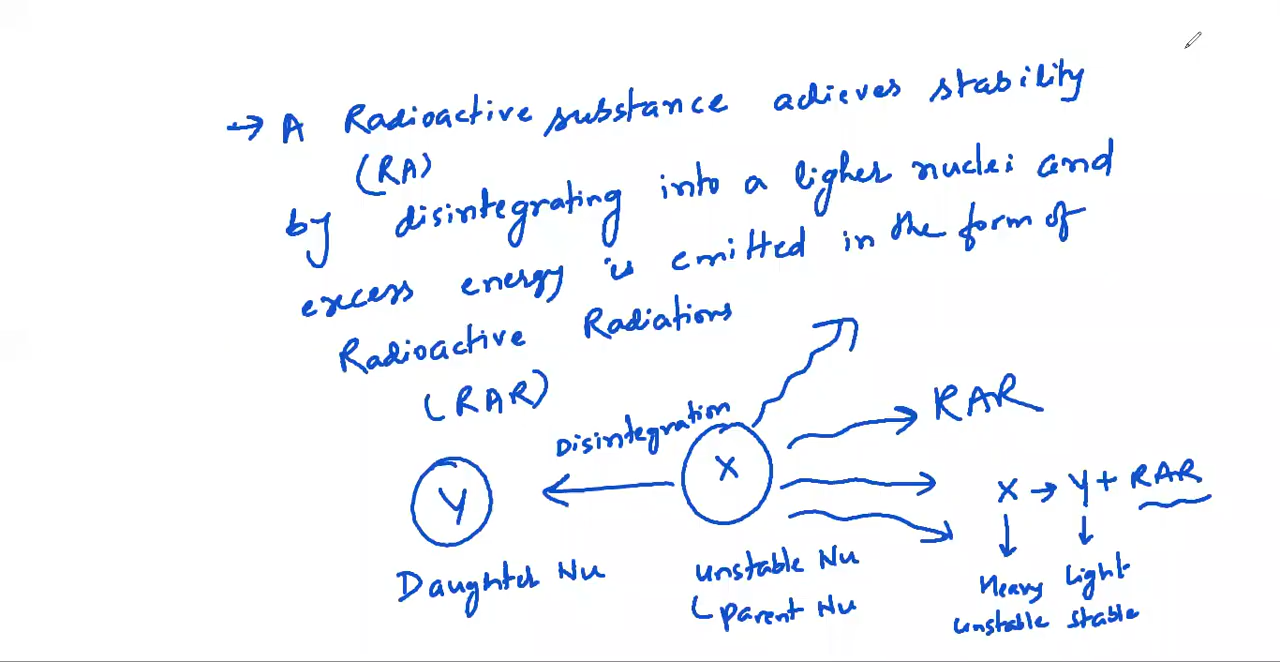 → A Radioactive substance achieves stability
(RA)
by disintegrating into a ligher nuclei and
excess energy is emitted in the form of
Radioactive Radiations
(RAR)
Disintegration
RAR
X
Y
X → Y + RAR
Daughter Nu
unstable Nu
(parent Nu
Heavy Light
unstable stable